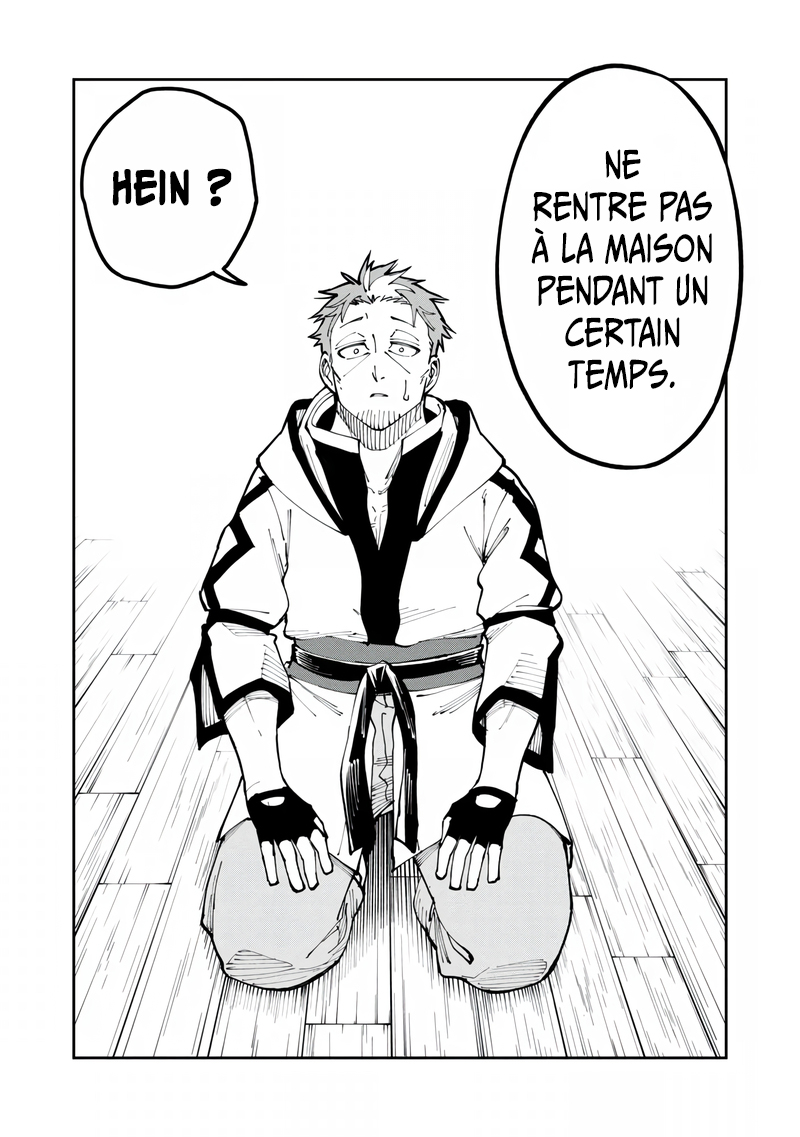 NE
RENTRE PAS
À LA MAISON
PENDANT UN
CERTAIN
TEMPS.
HEIN ?